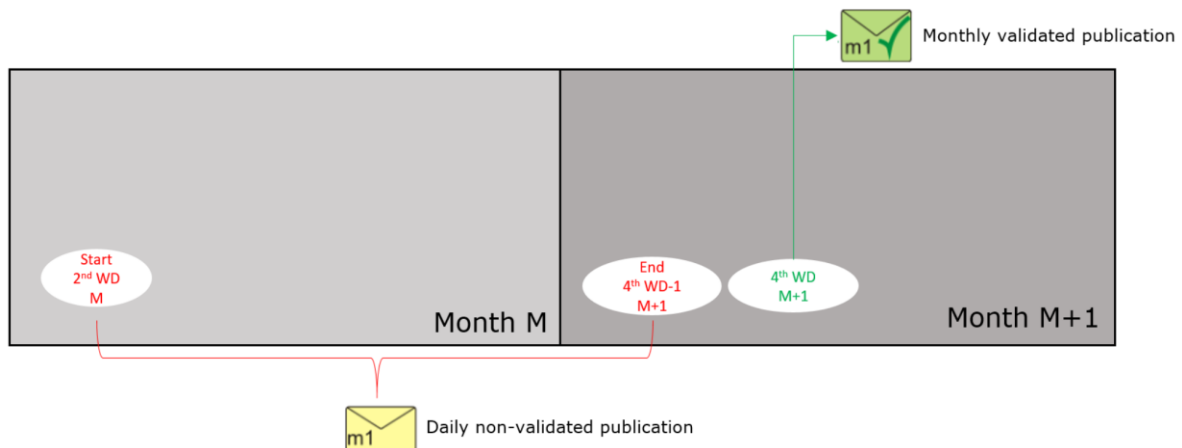 m1
Monthly validated publication
Start
2nd WD
M
Month M
End
4th WD-1
M+1
4th WD
M+1
Month M+1
m1
Daily non-validated publication